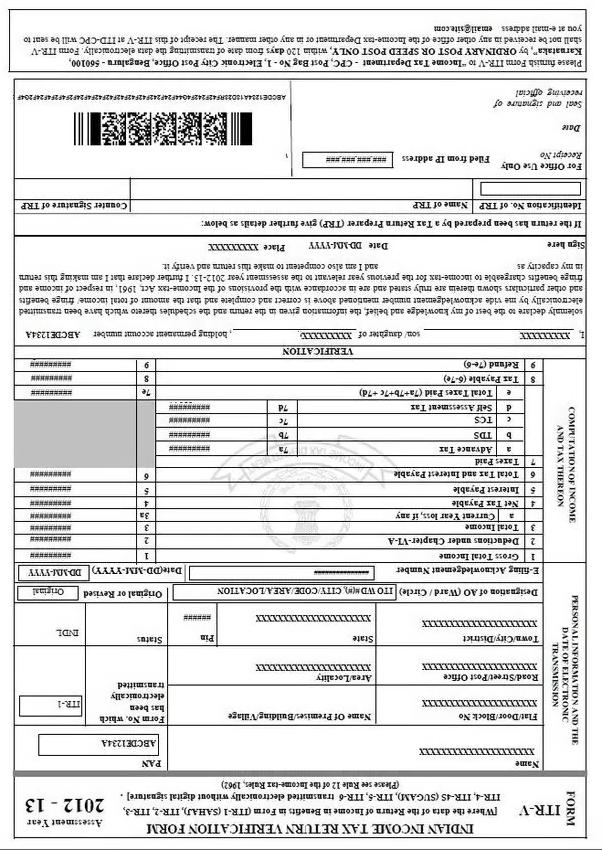 FORM
ITR-V
INDIAN INCOME TAX RETURN VERIFICATION FORM
[Where the data of the Return of Income in Benefits in Form (ITR-1 (SAHAJ), ITR-2, ITR-3,
ITR-4, ITR-4S (SUGAM), ITR-5, ITR-6 transmitted electronically without digital signature] .
(Please see rule 12 of the Income-tax Rules, 1962)
Assessment Year
2012 - 13
PERSONAL INFORMATION AND THE
DATE OF ELECTRONIC
TRANSMISSION
Name
XXXXXXXXXXXXXXXXXXXX
PAN
ABCDE1234A
Flat/Door/Block No
XXXXXXXXXXXXXXXXXXXX
Name Of Premises/Building/Village
Form No. which
has been
electronically
transmitted
ITR-1
Road/Street/Post Office
XXXXXXXXXXXXXXXXXXXX
Area/Locality
XXXXXXXXXXXXXXXXXXXX
Town/City/District
XXXXXXXXXXXXXXXXXXXX
State
XXXXXXXXXXXXXXXXXXXX
Pin
######
Status
INDL
Designation of AO (Ward / Circle)
ITO WD #(#), CITY/CODE/AREA/LOCATION
Original or Revised
Original
E-filing Acknowledgement Number
###############
Date(DD-MM-YYYY)
DD-MM-YYYY
COMPUTATION OF INCOME
AND TAX THEREON
1 Gross Total Income 1 #########
2 Deductions under Chapter-VI-A 2 #########
3 Total Income 3 #########
a Current Year loss, if any 3a #########
4 Net Tax Payable 4 #########
5 Interest Payable 5 #########
6 Total Tax and Interest Payable 6 #########
7 Taxes Paid
a Advance Tax 7a #########
b TDS 7b #########
c TCS 7c #########
d Self Assessment Tax 7d #########
e Total Taxes Paid (7a+7b+7c +7d) 7e #########
8 Tax Payable (6-7e) 8 #########
9 Refund (7e-6) 9 #########
INCOME TAX DEPARTMENT
VERIFICATION
I, XXXXXXXXXX son/ daughter of XXXXXXXXXX, holding permanent account number ABCDE1234A
solemnly declare to the best of my knowledge and belief, the information given in the return and the schedules thereto which have been transmitted
electronically by me vide acknowledgement number mentioned above is correct and complete and that the amount of total income/ fringe benefits
and other particulars shown therein are truly stated and are in accordance with the provisions of the Income-tax Act, 1961, in respect of income and
fringe benefits chargeable to income-tax for the previous year relevant to the assessment year 2012-13. I further declare that I am making this return
in my capacity as XXXXXXXXXXXXXXXXXX and I am also competent to make this return and verify it.
Sign here Date DD-MM-YYYY Place XXXXXXXXX
If the return has been prepared by a Tax Return Preparer (TRP) give further details as below:
Identification No. of TRP
Name of TRP
Counter Signature of TRP
For Office Use Only
Receipt No
Date
Seal and signature of
receiving official
Filed from IP address
###.###.###.###
1
Please furnish Form ITR-V to "Income Tax Department - CPC, Post Bag No - 1, Electronic City Post Office, Bengaluru - 560100,
Karnataka", by ORDINARY POST OR SPEED POST ONLY, within 120 days from date of transmitting the data electronically. Form ITR-V
shall not be received in any other office of the Income-tax Department or in any other manner. The receipt of this ITR-V at ITD-CPC will be sent to
you at e-mail address email@site.com